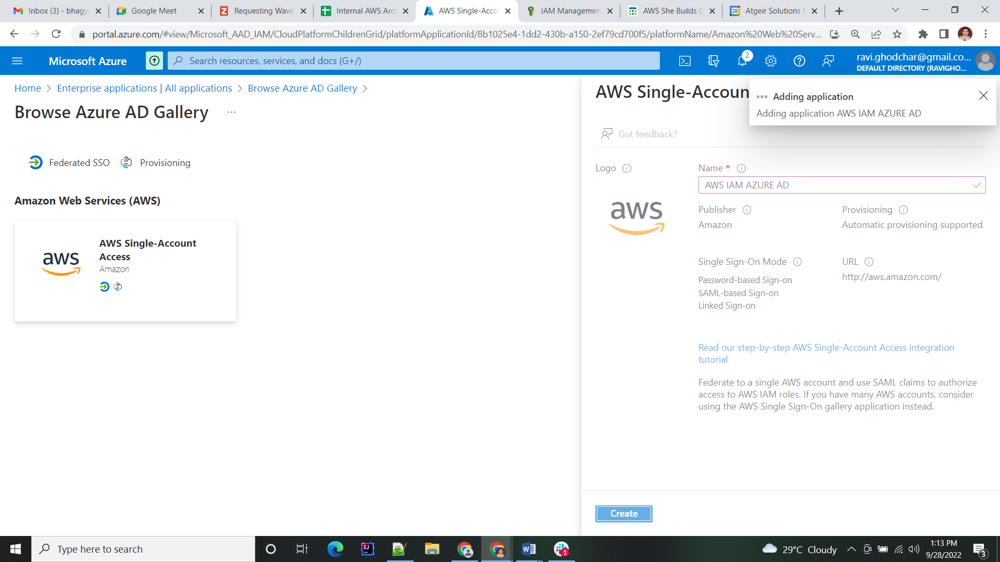 Inbox (3) - bhagya
Google Meet
Requesting Wave
Internal AWS Arch
AWS Single-Accou
IAM Management
AWS She Builds C
28
Atgeir Solutions P
portal.azure.com/#view/Microsoft_AAD_IAM/CloudPlatformChildrenGrid/platformApplicationId/8b1025e4-1dd2-430b-a150-2ef79cd700f5/platformName/Amazon%20Web%20Serv...
Microsoft Azure
Search resources, services, and docs (G+/)
2
ravi.ghodchar@gmail.co...
DEFAULT DIRECTORY (RAVIGHO...
Home > Enterprise applications | All applications > Browse Azure AD Gallery >
Browse Azure AD Gallery ...
Federated SSO
Provisioning
Amazon Web Services (AWS)
aws
AWS Single-Account
Access
Amazon
AWS Single-Accoun
Adding application
Adding application AWS IAM AZURE AD
Got feedback?
Logo
aws
Name *
AWS IAM AZURE AD
Publisher
Amazon
Provisioning
Automatic provisioning supported
Single Sign-On Mode
Password-based Sign-on
SAML-based Sign-on
Linked Sign-on
URL
http://aws.amazon.com/
Read our step-by-step AWS Single-Account Access integration
tutorial
Federate to a single AWS account and use SAML claims to authorize
access to AWS IAM roles. If you have many AWS accounts, consider
using the AWS Single Sign-On gallery application instead.
Create
Type here to search
1
29°C Cloudy
1:13 PM
9/28/2022
3